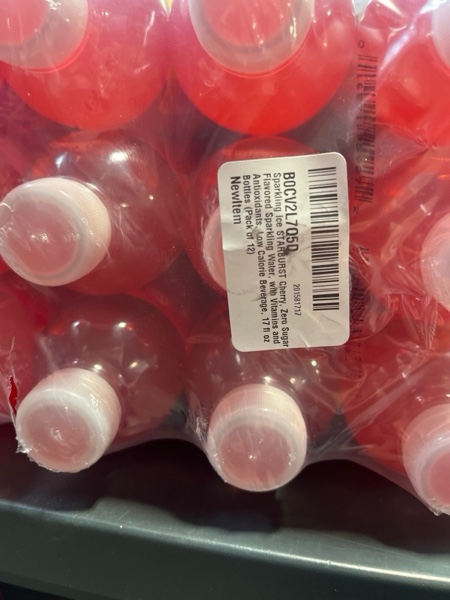 201581717
B0CV2L7Q5D
Sparkling Ice STARBURST Cherry, Zero Sugar
Flavored Sparkling Water, with Vitamins and
Antioxidants, Low Calorie Beverage, 17 fl oz
Bottles (Pack of 12)
NewItem